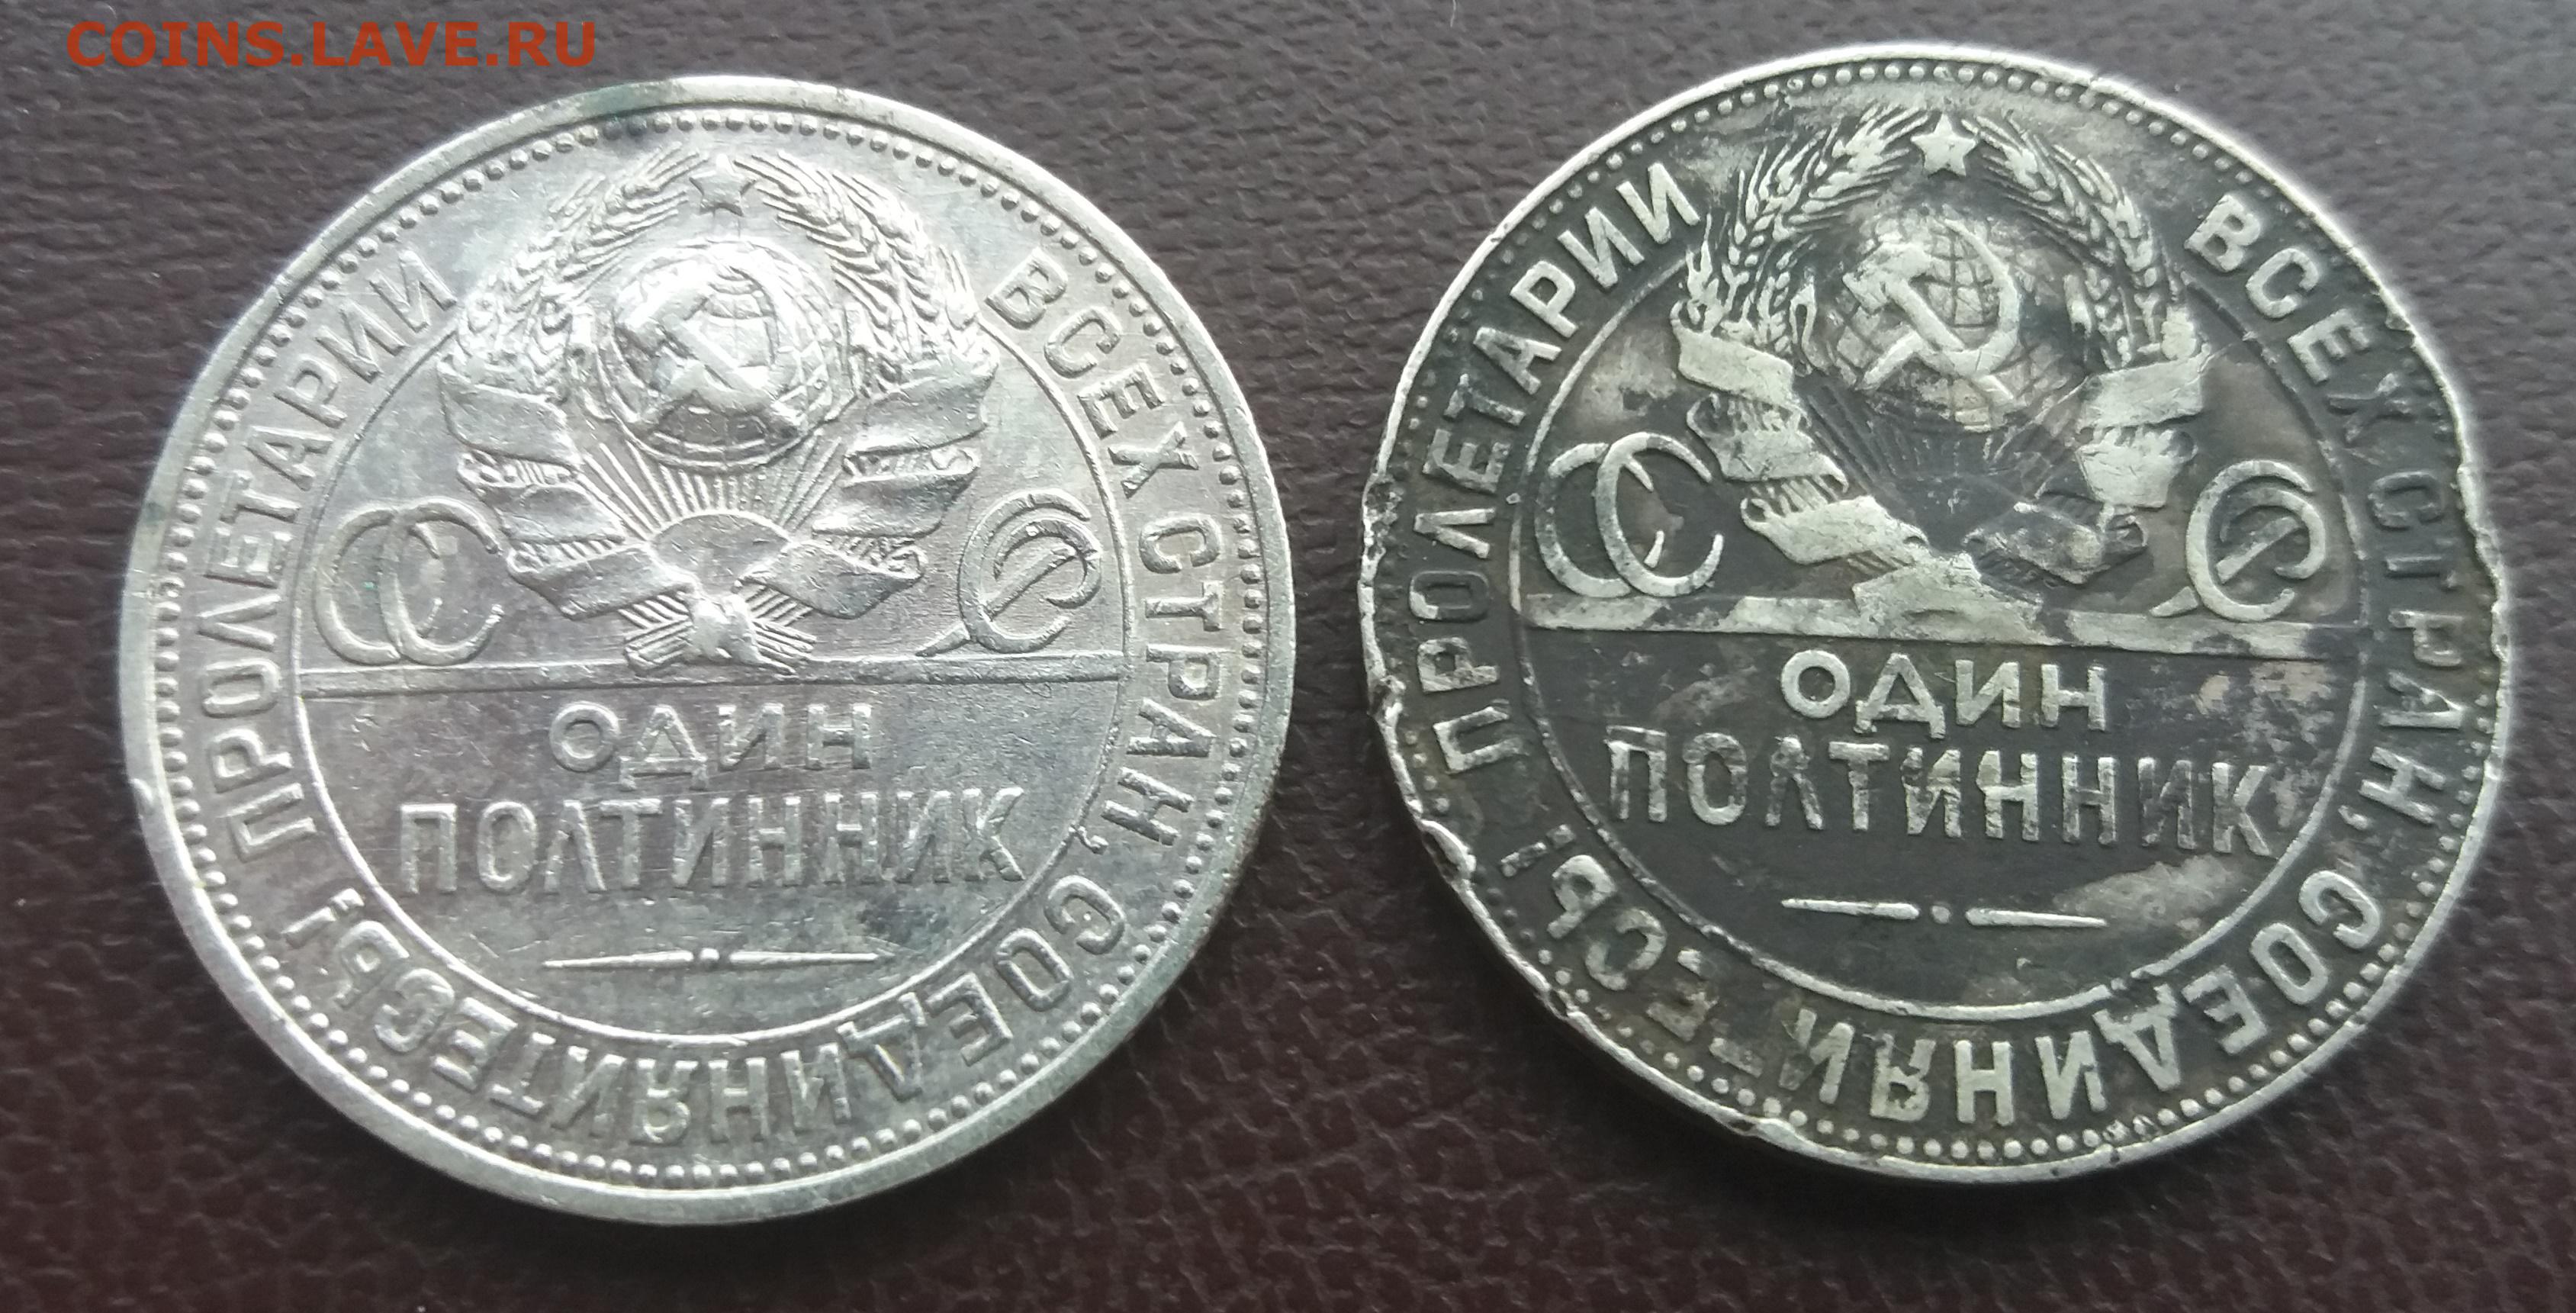 COINS.LAVE.RU
ПРОЛЕТАРИИ ВСЕХ СТРАН, СОЕДИНЯЙТЕСЬ!
СССР
ОДИН
ПОЛТИННИК
ПРОЛЕТАРИИ ВСЕХ СТРАН, СОЕДИНЯЙТЕСЬ!
СССР
ОДИН
ПОЛТИННИК